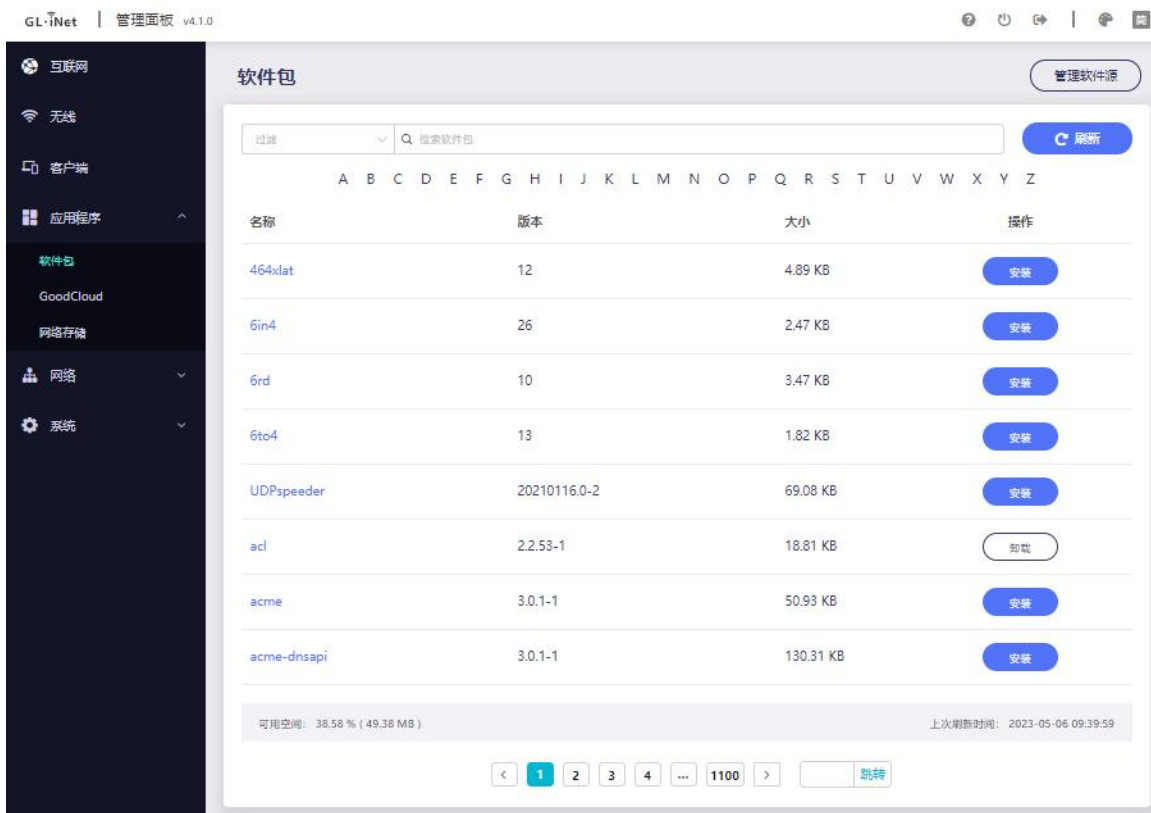 GL·iNet | 管理面板 v4.1.0
简
互联网
无线
客户端
应用程序
软件包
GoodCloud
网络存储
网络
系统
软件包
管理软件源
过滤
搜索软件包
刷新
A B C D E F G H I J K L M N O P Q R S T U V W X Y Z
名称 版本 大小 操作
464xlat 12 4.89 KB 安装
6in4 26 2.47 KB 安装
6rd 10 3.47 KB 安装
6to4 13 1.82 KB 安装
UDPspeeder 20210116.0-2 69.08 KB 安装
acl 2.2.53-1 18.81 KB 卸载
acme 3.0.1-1 50.93 KB 安装
acme-dnsapi 3.0.1-1 130.31 KB 安装
可用空间: 38.58 % ( 49.38 MB ) 上次刷新时间: 2023-05-06 09:39:59
< 1 2 3 4 ... 1100 > 跳转